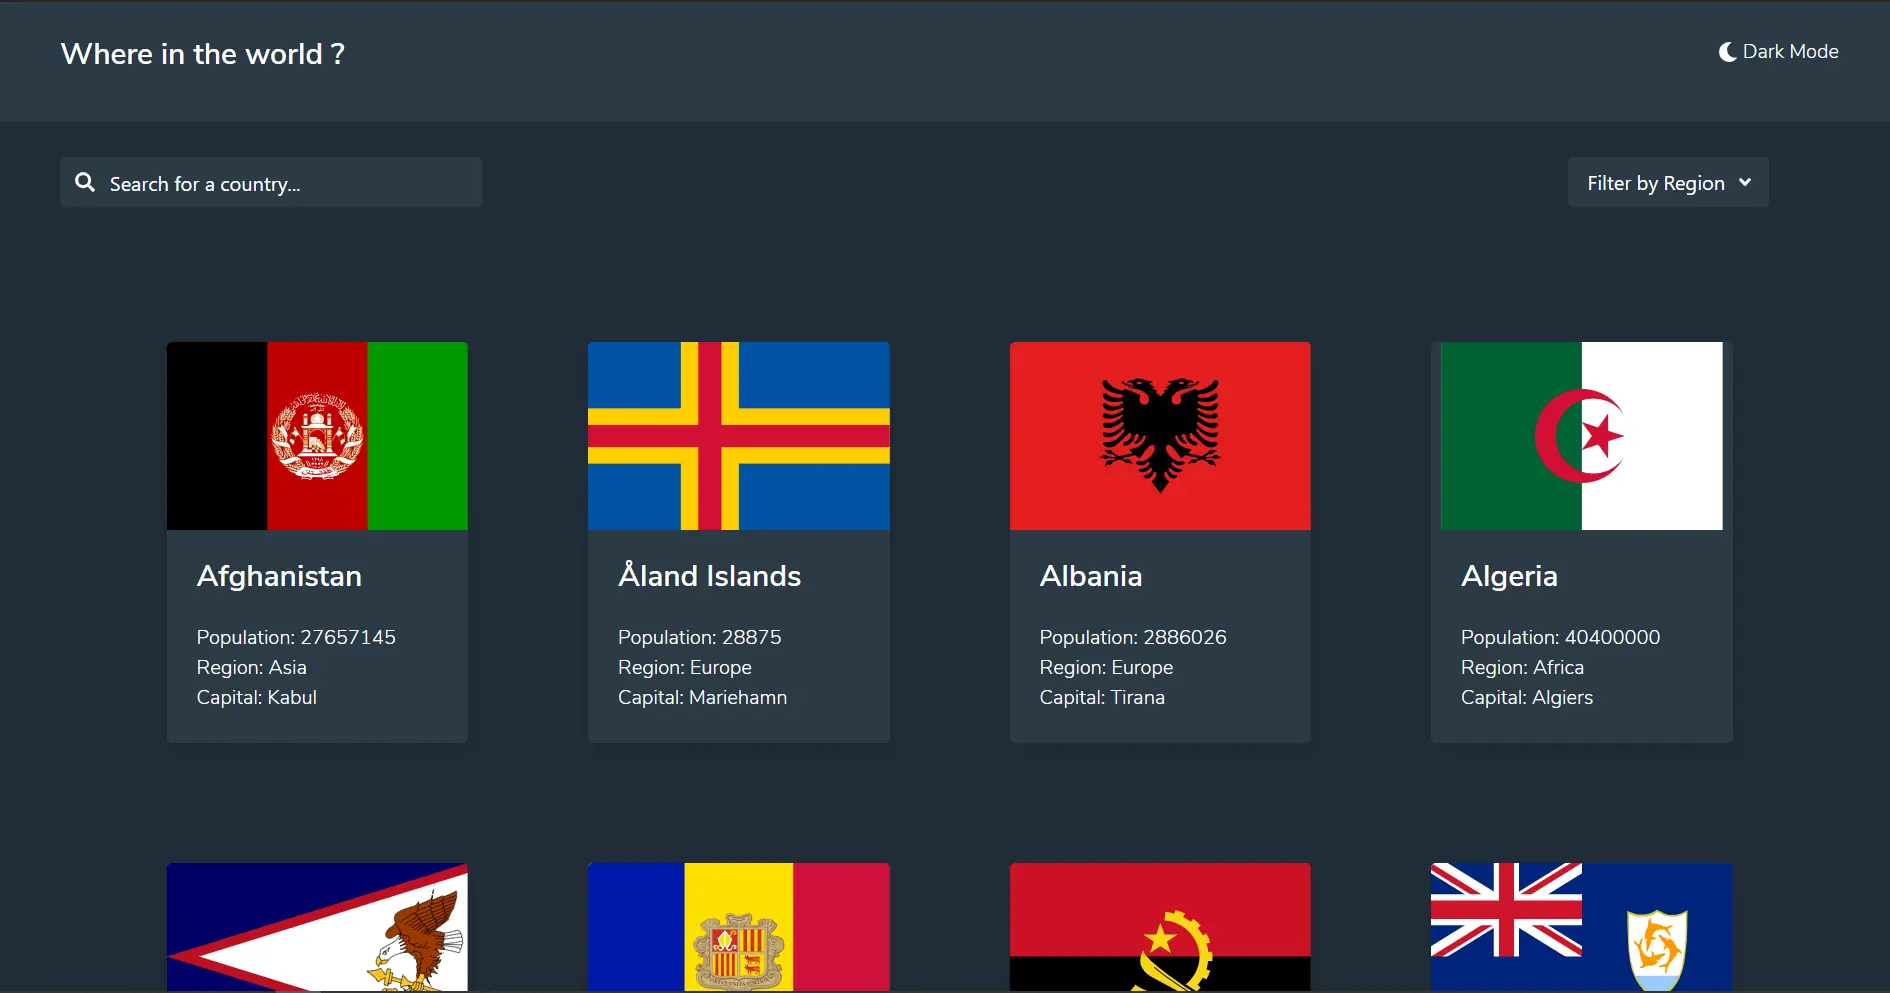 Where in the world ?
Dark Mode
Search for a country...
Filter by Region
Afghanistan
Population: 27657145
Region: Asia
Capital: Kabul
Åland Islands
Population: 28875
Region: Europe
Capital: Mariehamn
Albania
Population: 2886026
Region: Europe
Capital: Tirana
Algeria
Population: 40400000
Region: Africa
Capital: Algiers